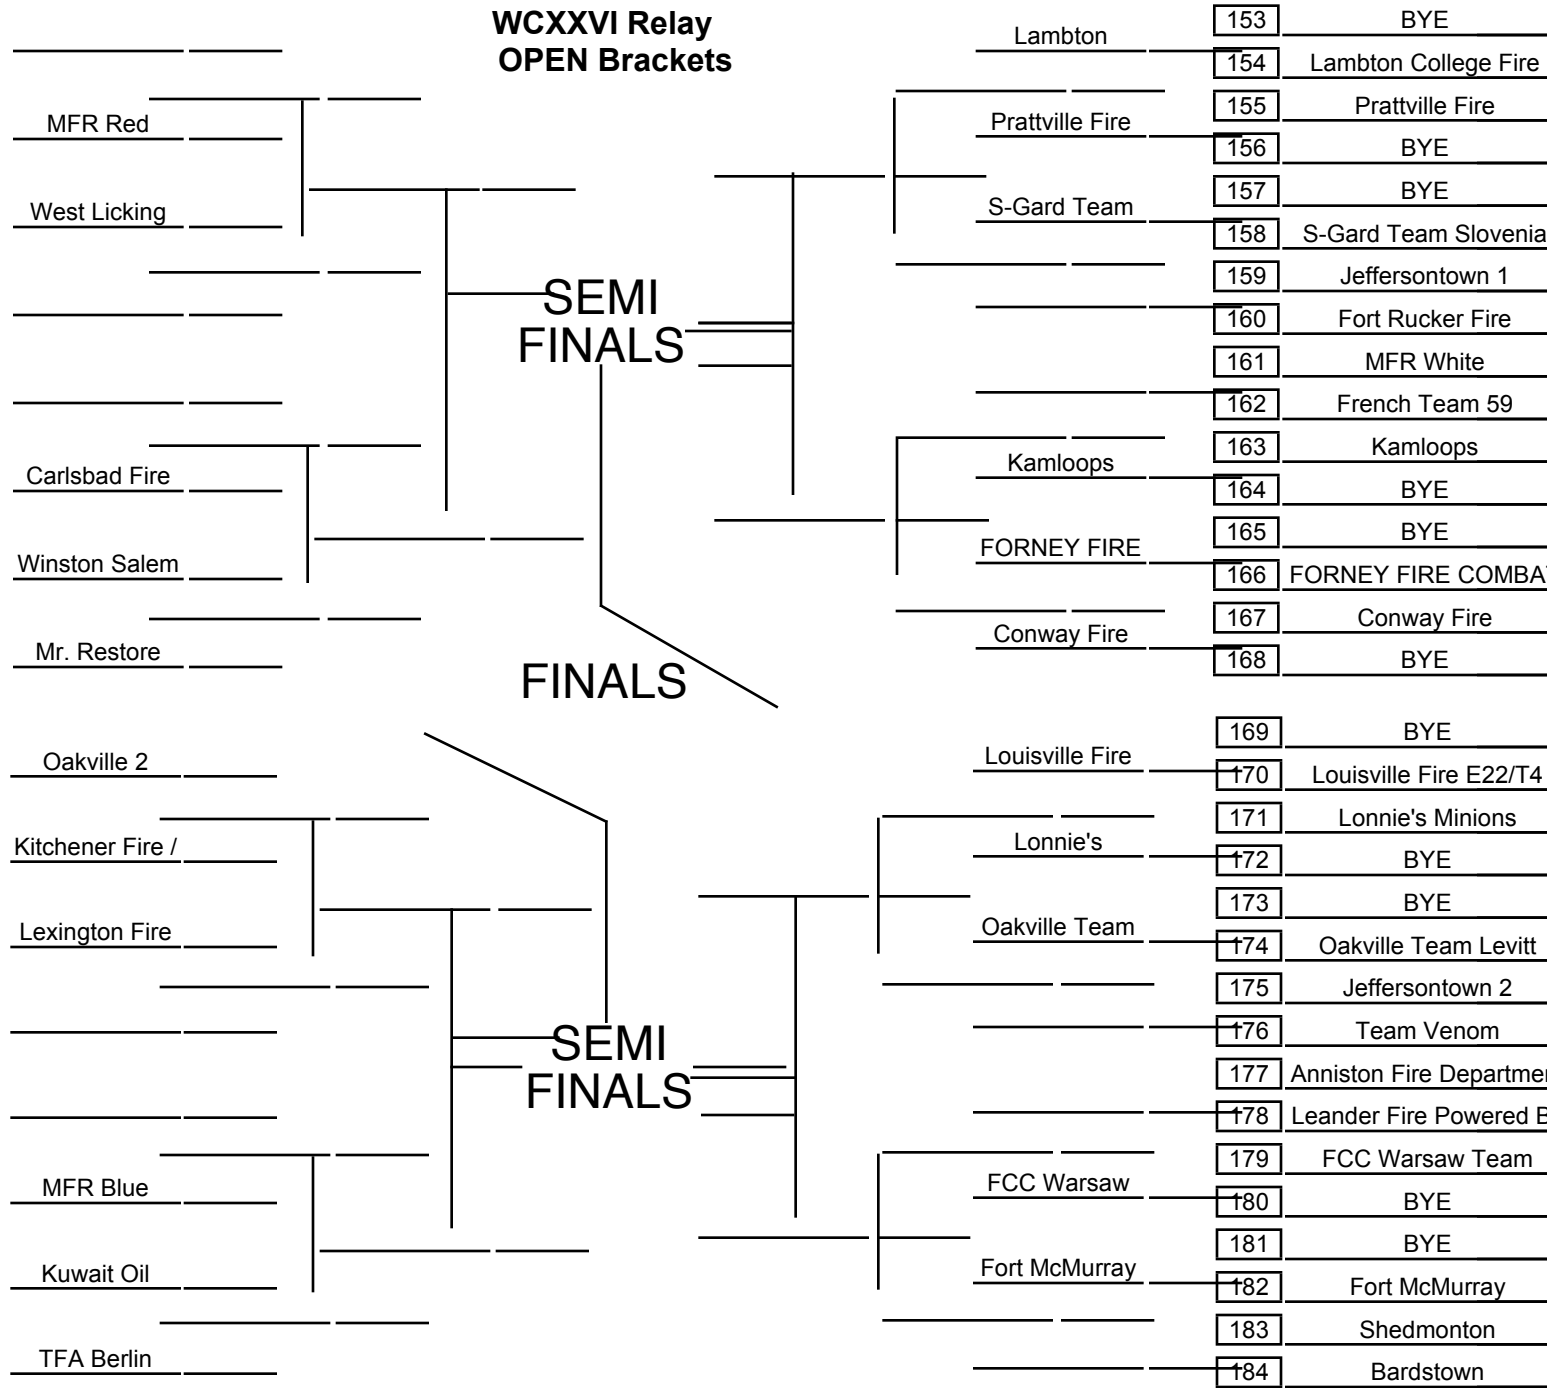 WCXXVI Relay
OPEN Brackets
MFR Red
West Licking
Carlsbad Fire
Winston Salem
Mr. Restore
Oakville 2
Kitchener Fire /
Lexington Fire
MFR Blue
Kuwait Oil
TFA Berlin
SEMI
FINALS
FINALS
SEMI
FINALS
Lambton
Prattville Fire
S-Gard Team
Kamloops
FORNEY FIRE
Conway Fire
Louisville Fire
Lonnie's
Oakville Team
FCC Warsaw
Fort McMurray
153 BYE
154 Lambton College Fire
155 Prattville Fire
156 BYE
157 BYE
158 S-Gard Team Slovenia
159 Jeffersontown 1
160 Fort Rucker Fire
161 MFR White
162 French Team 59
163 Kamloops
164 BYE
165 BYE
166 FORNEY FIRE COMBAT
167 Conway Fire
168 BYE
169 BYE
170 Louisville Fire E22/T4
171 Lonnie's Minions
172 BYE
173 BYE
174 Oakville Team Levitt
175 Jeffersontown 2
176 Team Venom
177 Anniston Fire Departmen
178 Leander Fire Powered B
179 FCC Warsaw Team
180 BYE
181 BYE
182 Fort McMurray
183 Shedmonton
184 Bardstown